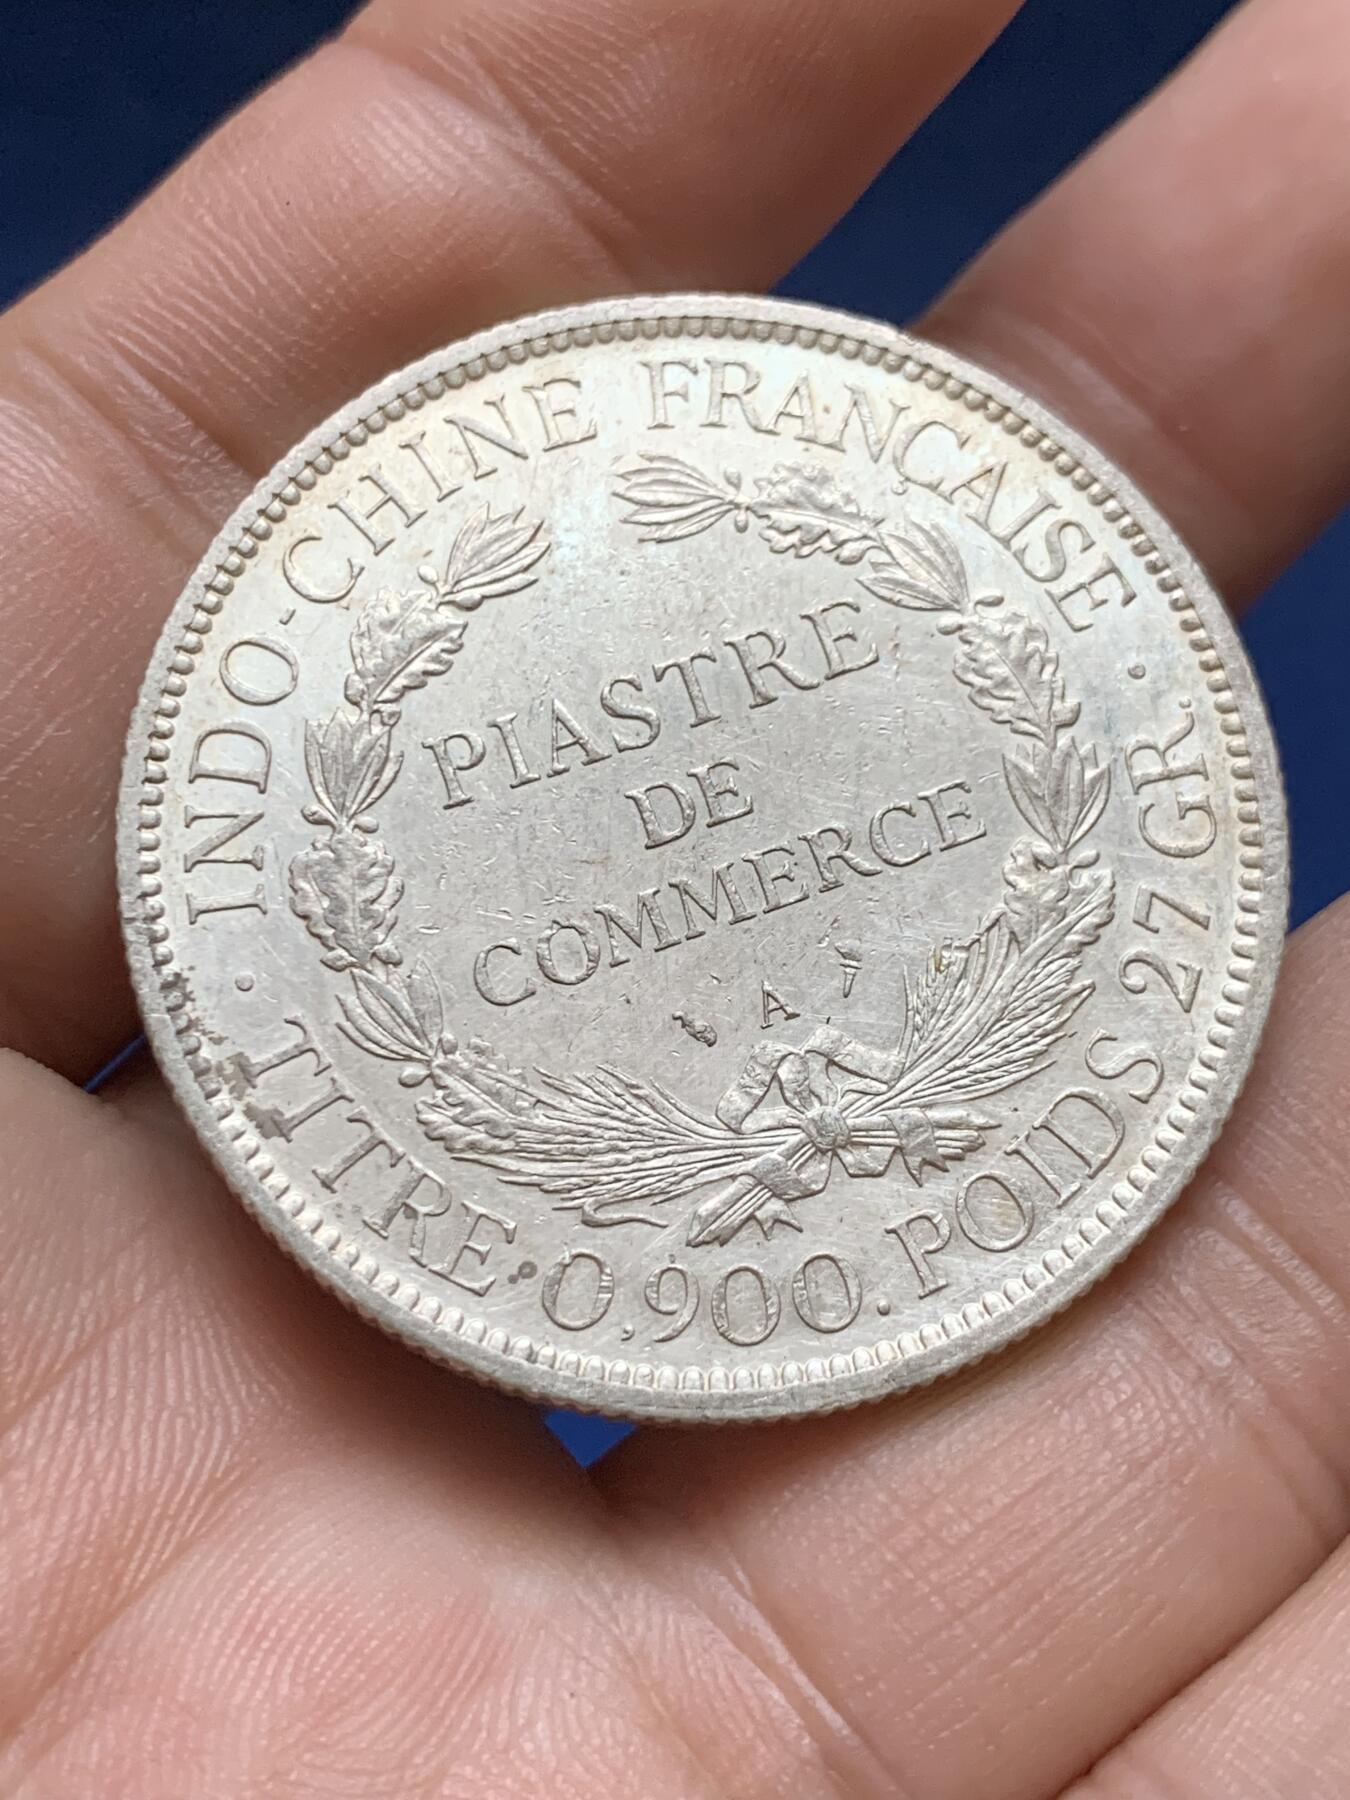 INDO-CHINE FRANÇAISE
PIASTRE
DE
COMMERCE
A
· TITRE 0,900. POIDS 27 GR. ·